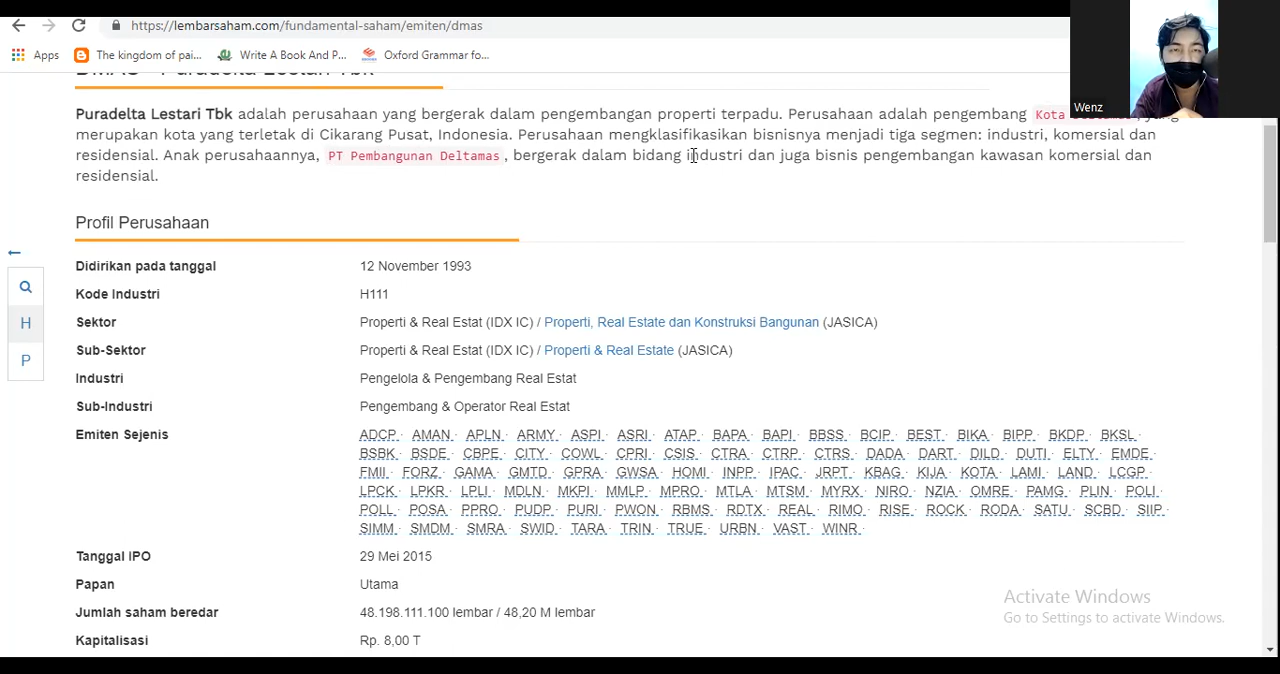 https://lembarsaham.com/fundamental-saham/emiten/dmas
Apps
The kingdom of pai...
Write A Book And P...
Oxford Grammar fo...
Wenz
Puradelta Lestari Tbk adalah perusahaan yang bergerak dalam pengembangan properti terpadu. Perusahaan adalah pengembang Kota
merupakan kota yang terletak di Cikarang Pusat, Indonesia. Perusahaan mengklasifikasikan bisnisnya menjadi tiga segmen: industri, komersial dan
residensial. Anak perusahaannya, PT Pembangunan Deltamas , bergerak dalam bidang industri dan juga bisnis pengembangan kawasan komersial dan
residensial.
Profil Perusahaan
Didirikan pada tanggal 12 November 1993
Kode Industri H111
H
Sektor Properti & Real Estat (IDX IC) / Properti, Real Estate dan Konstruksi Bangunan (JASICA)
Sub-Sektor Properti & Real Estat (IDX IC) / Properti & Real Estate (JASICA)
P
Industri Pengelola & Pengembang Real Estat
Sub-Industri Pengembang & Operator Real Estat
Emiten Sejenis ADCP AMAN APLN ARMY ASPI ASRI ATAP BAPA BAPI BBSS BCIP BEST BIKA BIPP BKDP BKSL
BSBK BSDE CBPE CITY COWL CPRI CSIS CTRA CTRP CTRS DADA DART DILD DUTI ELTY EMDE
FMII FORZ GAMA GMTD GPRA GWSA HOMI INPP IPAC JRPT KBAG KIJA KOTA LAMI LAND LCGP
LPCK LPKR LPLI MDLN MKPI MMLP MPRO MTLA MTSM MYRX NIRO NZIA OMRE PAMG PLIN POLI
POLL POSA PPRO PUDP PURI PWON RBMS RDTX REAL RIMO RISE ROCK RODA SATU SCBD SIIP
SIMM SMDM SMRA SWID TARA TRIN TRUE URBN VAST WINR
Tanggal IPO 29 Mei 2015
Papan Utama
Jumlah saham beredar 48.198.111.100 lembar / 48,20 M lembar
Kapitalisasi Rp. 8,00 T
Activate Windows
Go to Settings to activate Windows.